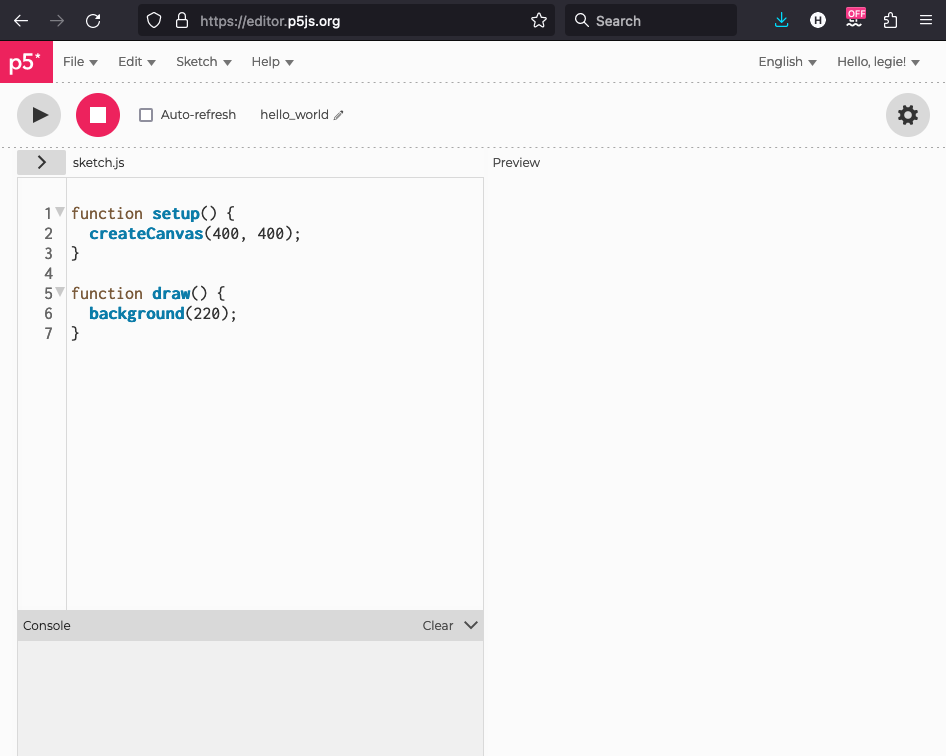 https://editor.p5js.org
Search
OFF
H
p5*
File
Edit
Sketch
Help
English
Hello, legie!
Auto-refresh
hello_world
sketch.js
Preview
1 function setup() {
2   createCanvas(400, 400);
3 }
4
5 function draw() {
6   background(220);
7 }
Console
Clear